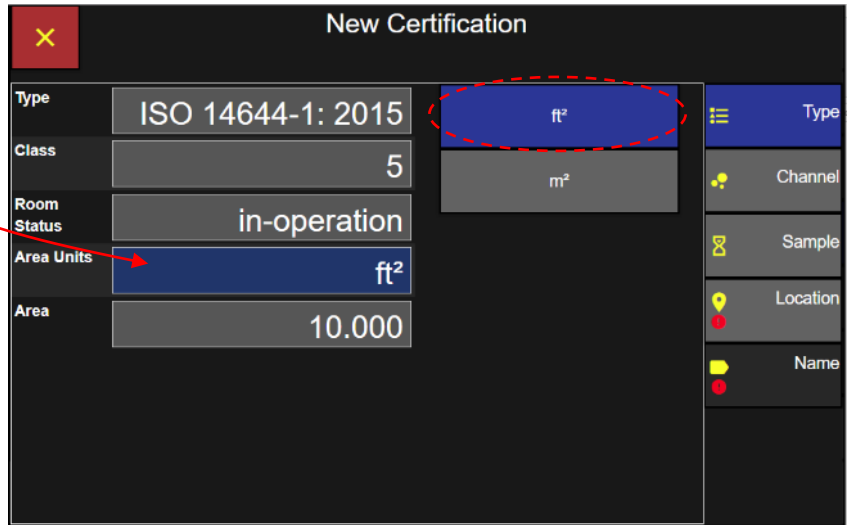 New Certification
Type
ISO 14644-1: 2015
Class
5
Room
Status
in-operation
Area Units
ft²
Area
10.000
ft²
m²
Type
Channel
Sample
Location
Name